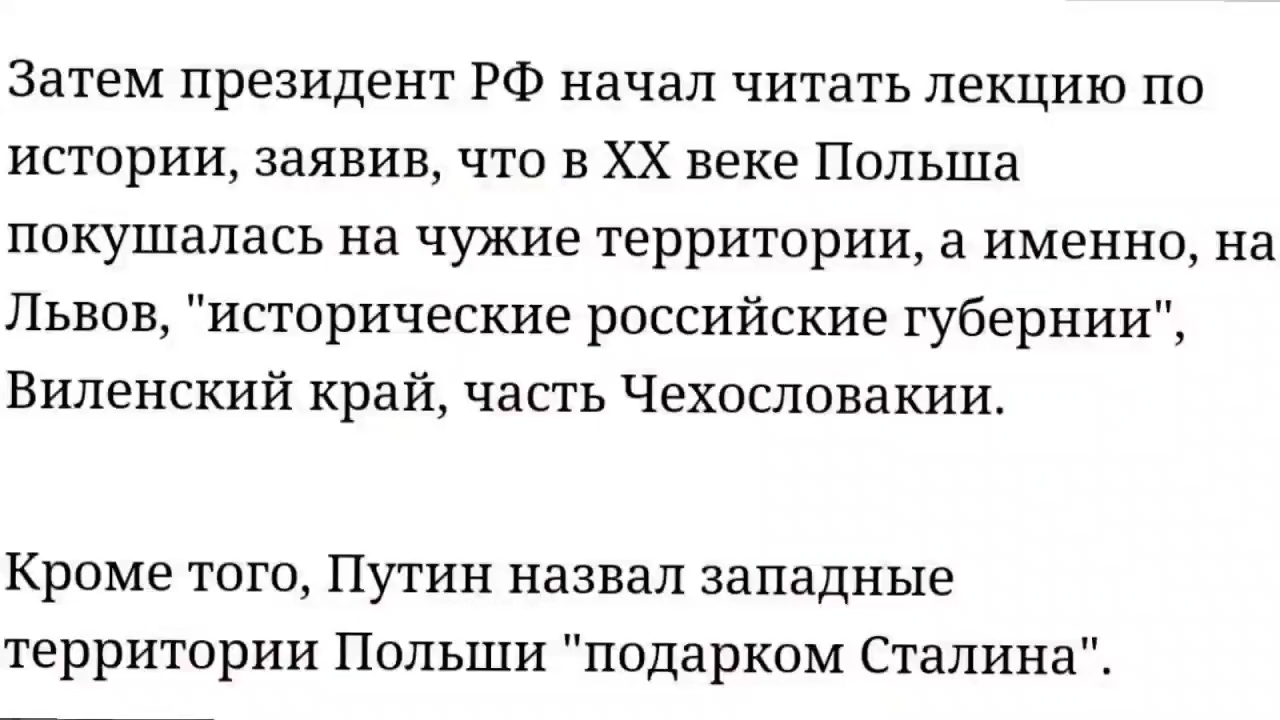 Затем президент РФ начал читать лекцию по
истории, заявив, что в XX веке Польша
покушалась на чужие территории, а именно, на
Львов, "исторические российские губернии",
Виленский край, часть Чехословакии.
Кроме того, Путин назвал западные
территории Польши "подарком Сталина".